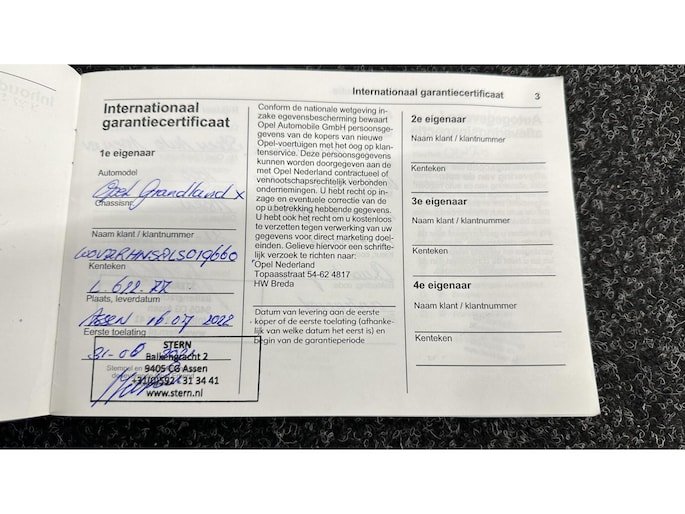 Internationaal garantiecertificaat 3
Internationaal
garantiecertificaat
1e eigenaar
Automodel
Opel Grandland X
Chassisnr.
Naam klant / klantnummer
Kenteken
Plaats, leverdatum
Assen 16.07 2022
Eerste toelating
STERN
Balkengracht 2
9405 CG Assen
+31(0)592 131 34 41
www.stern.nl
Conform de nationale wetgeving in-
zake egevensbescherming bewaart
Opel Automobile GmbH persoonsge-
gevens van de kopers van nieuwe
Opel-voertuigen met het oog op klan-
tenservice. Deze persoonsgegevens
kunnen worden doorgegeven aan de
met Opel Nederland contractueel of
vennootschapsrechtelijk verbonden
ondernemingen. U hebt recht op in-
zage en eventuele correctie van de
op u betrekking hebbende gegevens.
U hebt ook het recht om u kosteloos
te verzetten tegen verwerking van uw
gegevens voor direct marketing doel-
einden. Gelieve hiervoor een schrifte-
lijk verzoek te richten naar:
Opel Nederland
Topaasstraat 54-62 4817
HW Breda
Datum van levering aan de eerste
koper of de eerste toelating (afhanke-
lijk van welke datum het eerst is) en
begin van de garantieperiode
2e eigenaar
Naam klant / klantnummer
Kenteken
3e eigenaar
Naam klant / klantnummer
Kenteken
4e eigenaar
Naam klant / klantnummer
Kenteken